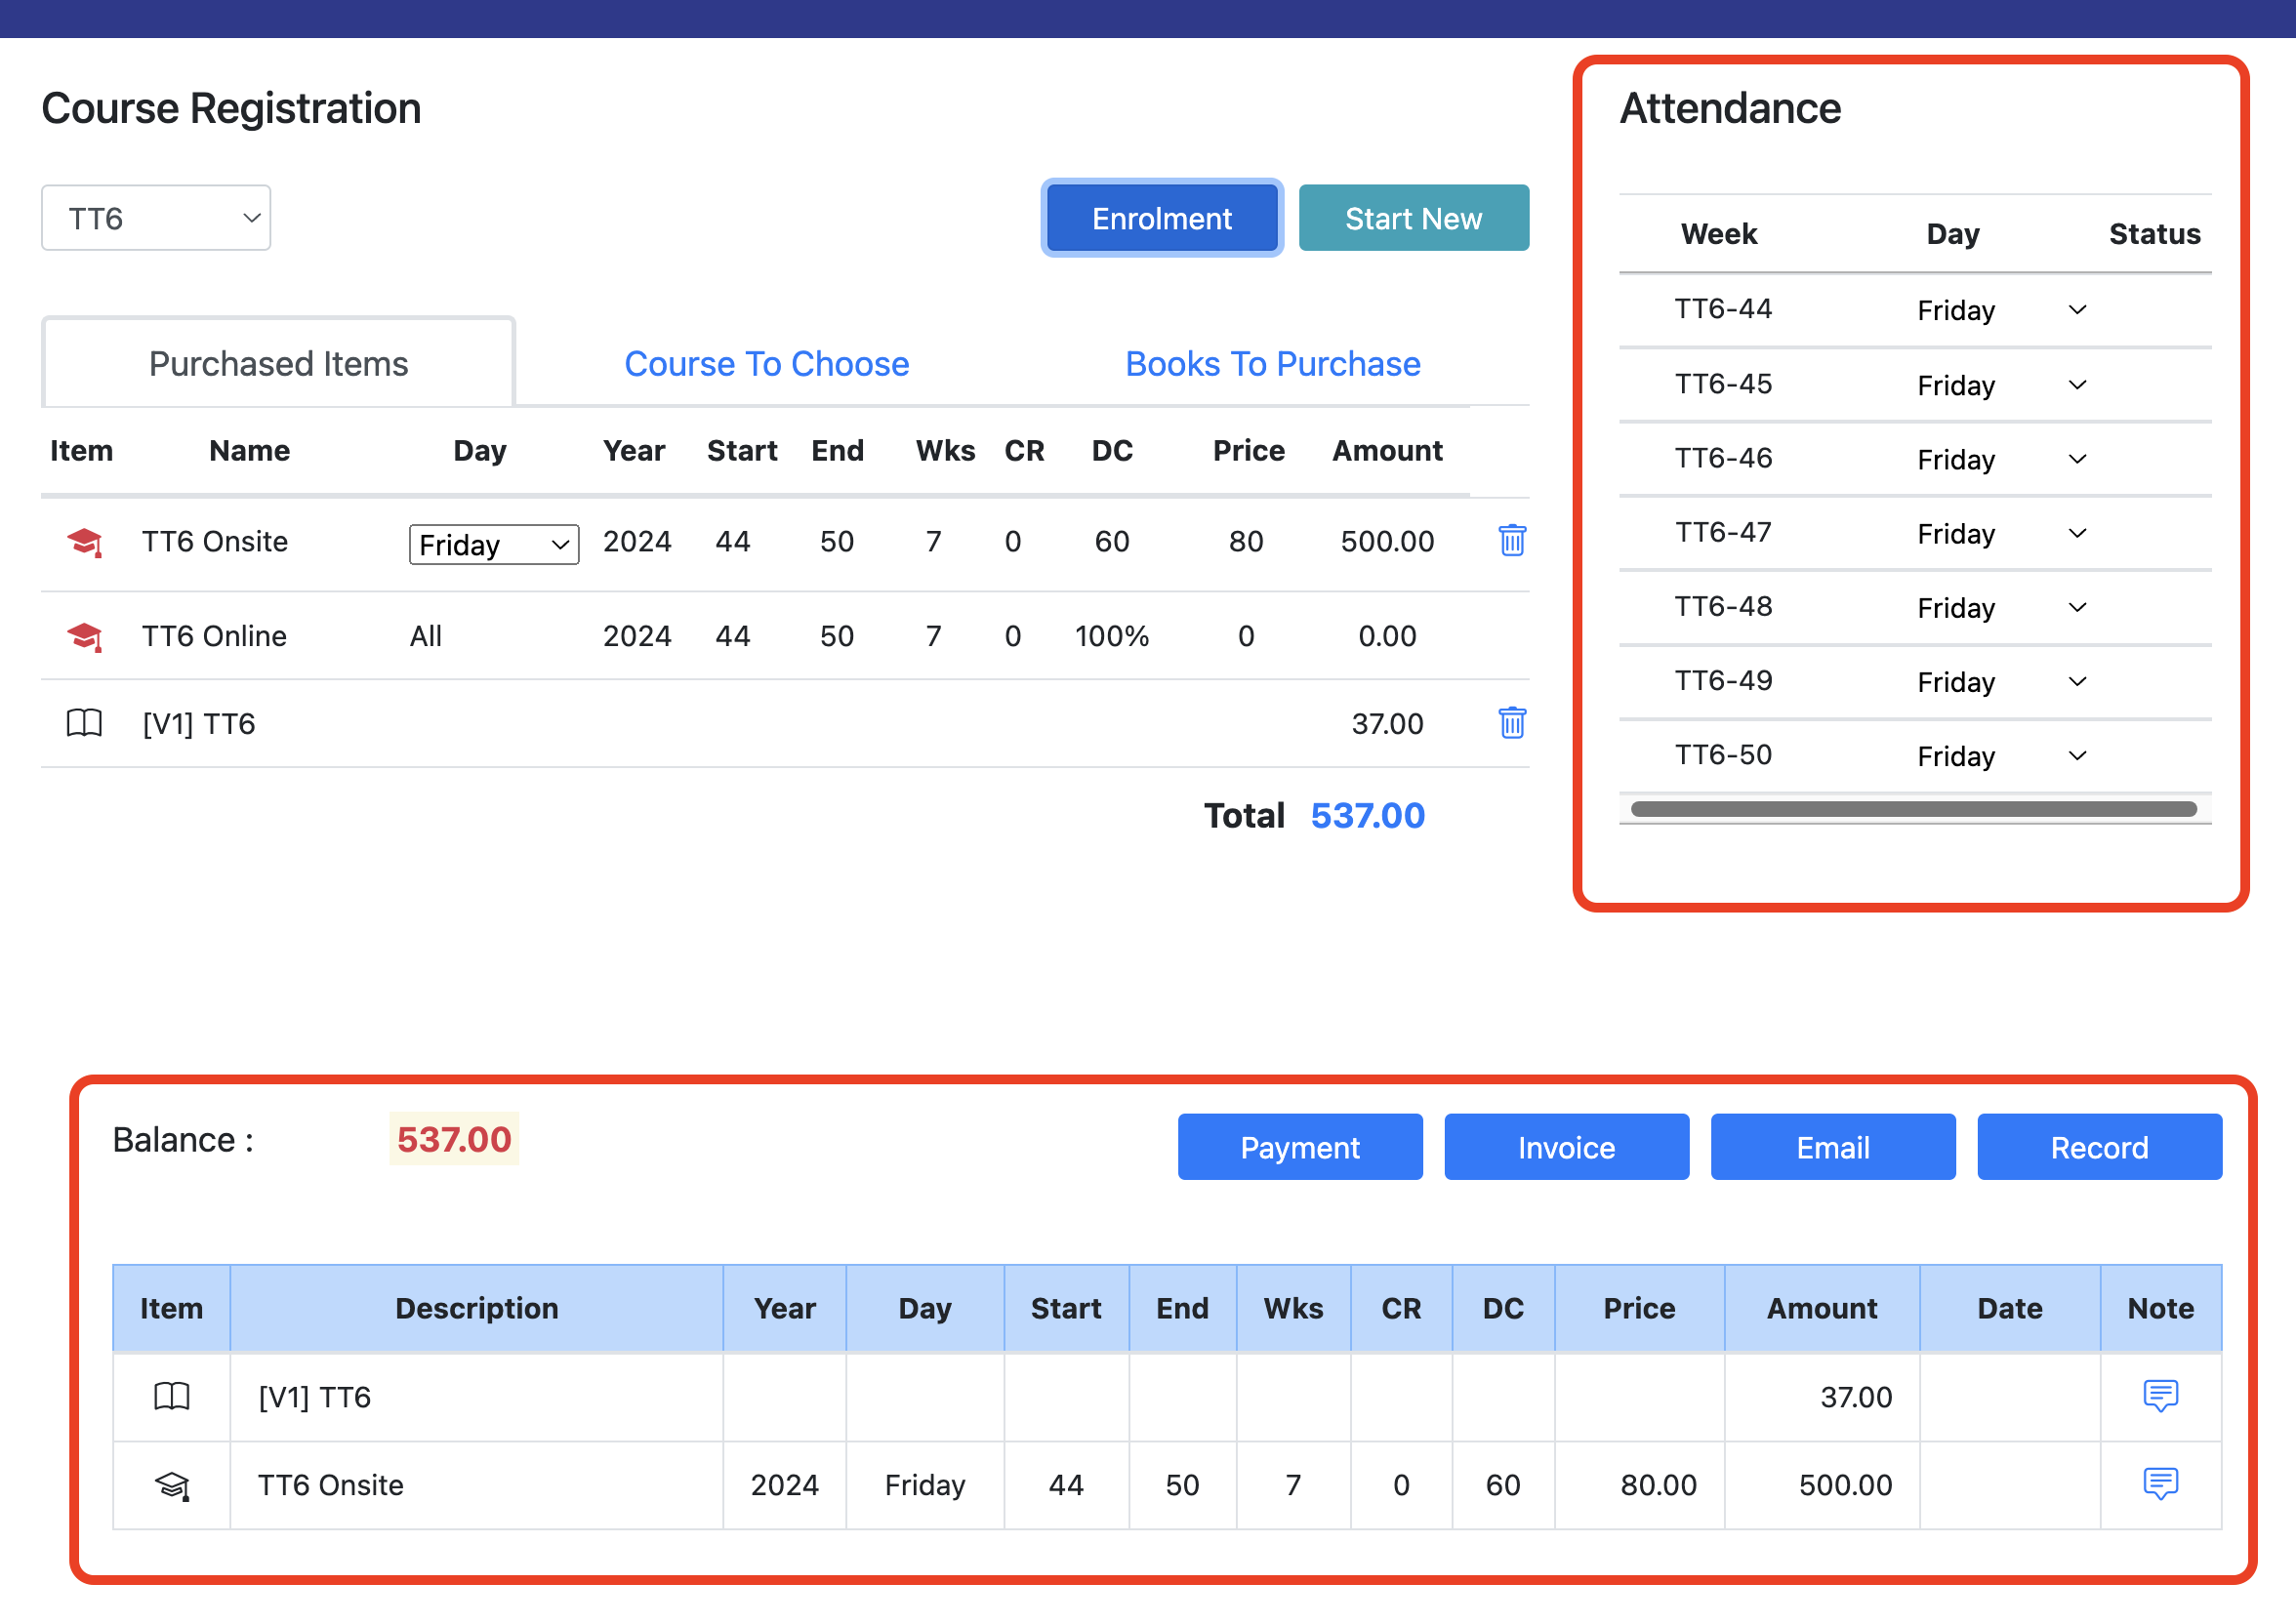 Course Registration
TT6
Enrolment
Start New
Purchased Items
Course To Choose
Books To Purchase
Item Name Day Year Start End Wks CR DC Price Amount
TT6 Onsite Friday 2024 44 50 7 0 60 80 500.00
TT6 Online All 2024 44 50 7 0 100% 0 0.00
[V1] TT6 37.00
Total 537.00
Attendance
Week Day Status
TT6-44 Friday
TT6-45 Friday
TT6-46 Friday
TT6-47 Friday
TT6-48 Friday
TT6-49 Friday
TT6-50 Friday
Balance : 537.00
Payment
Invoice
Email
Record
Item Description Year Day Start End Wks CR DC Price Amount Date Note
[V1] TT6 37.00
TT6 Onsite 2024 Friday 44 50 7 0 60 80.00 500.00